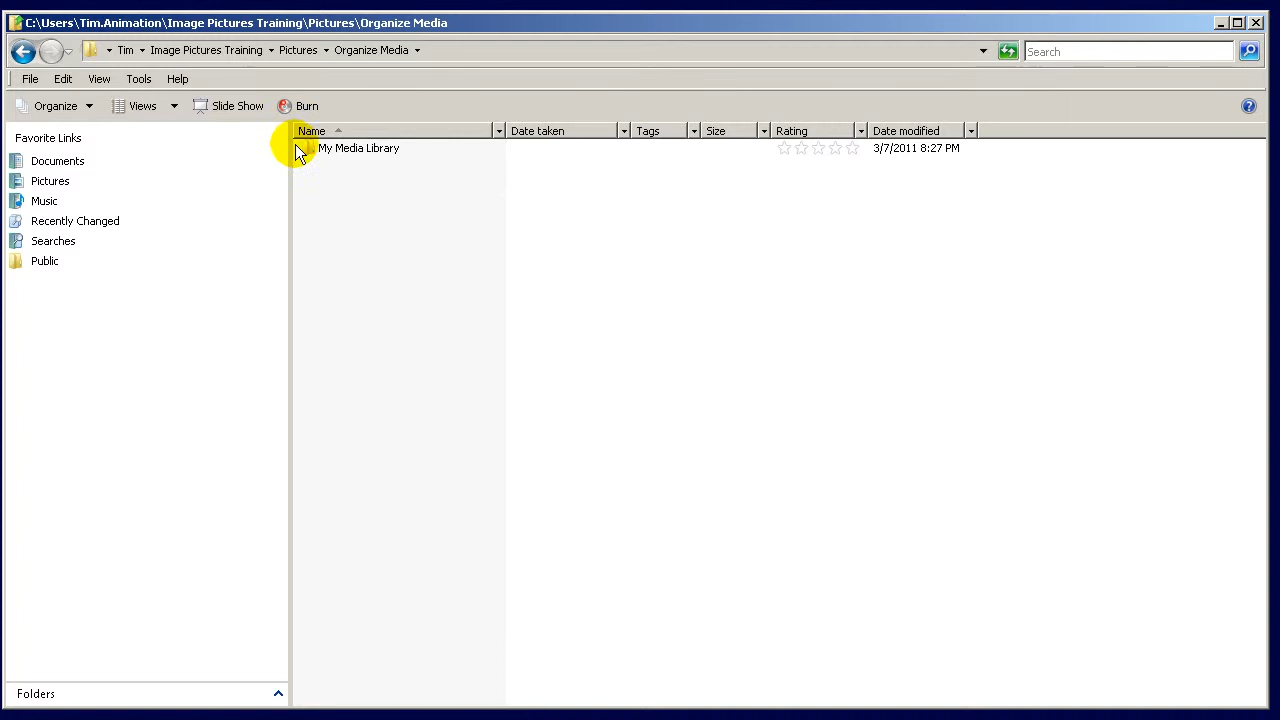 C:\Users\Tim.Animation\Image Pictures Training\Pictures\Organize Media
Tim Image Pictures Training Pictures Organize Media Search
File Edit View Tools Help
Organize Views Slide Show Burn
Favorite Links
Documents
Pictures
Music
Recently Changed
Searches
Public
Folders
Name Date taken Tags Size Rating Date modified
My Media Library 3/7/2011 8:27 PM